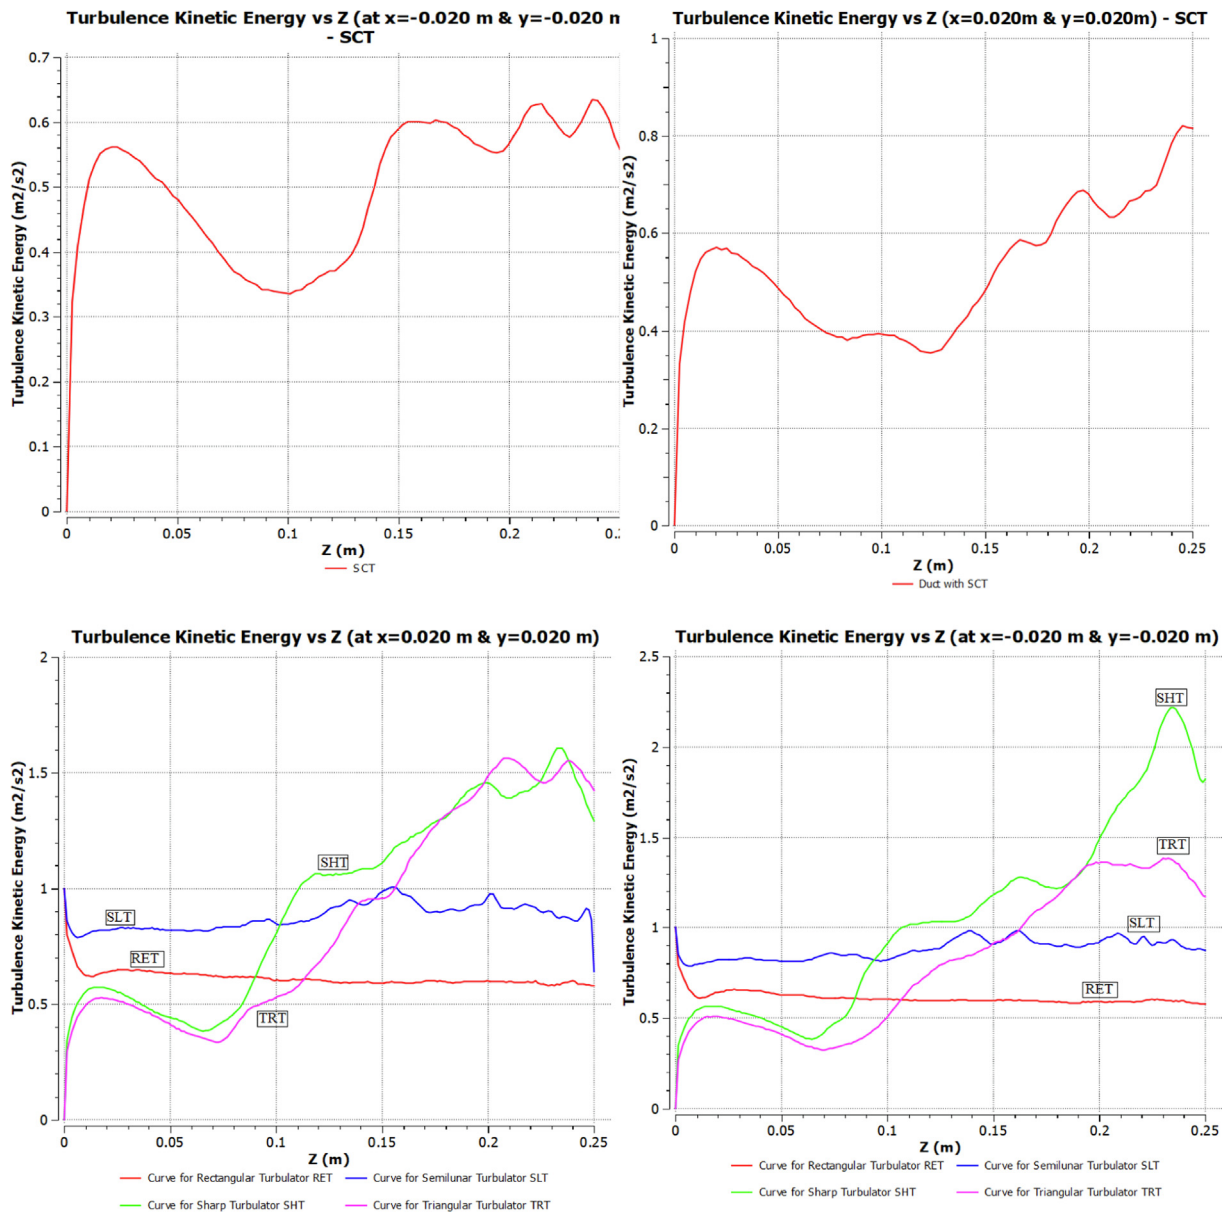 Turbulence Kinetic Energy vs Z (at x=-0.020 m & y=-0.020 m
- SCT
0.7
0.6
0.5
0.4
0.3
0.2
0.1
0
Turbulence Kinetic Energy (m2/s2)
0
0.05
0.1
0.15
0.2
0.2
Z (m)
SCT
Turbulence Kinetic Energy vs Z (x=0.020m & y=0.020m) - SCT
1
0.8
0.6
0.4
0.2
0
Turbulence Kinetic Energy (m2/s2)
0
0.05
0.1
0.15
0.2
0.25
Z (m)
Duct with SCT
Turbulence Kinetic Energy vs Z (at x=0.020 m & y=0.020 m)
2
1.5
1
0.5
0
Turbulence Kinetic Energy (m2/s2)
SHT
SLT
RET
TRT
0
0.05
0.1
0.15
0.2
0.25
Z (m)
Curve for Rectangular Turbulator RET
Curve for Semilunar Turbulator SLT
Curve for Sharp Turbulator SHT
Curve for Triangular Turbulator TRT
Turbulence Kinetic Energy vs Z (at x=-0.020 m & y=-0.020 m)
2.5
2
1.5
1
0.5
0
Turbulence Kinetic Energy (m2/s2)
SHT
TRT
SLT
RET
0
0.05
0.1
0.15
0.2
0.25
Z (m)
Curve for Rectangular Turbulator RET
Curve for Semilunar Turbulator SLT
Curve for Sharp Turbulator SHT
Curve for Triangular Turbulator TRT